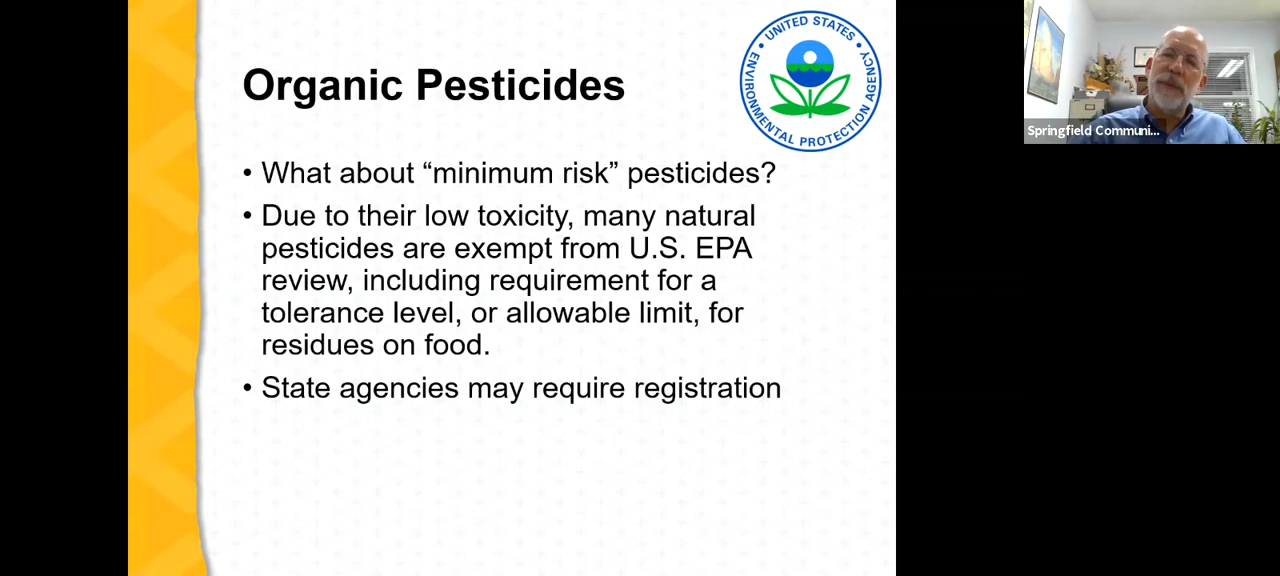 Organic Pesticides
UNITED STATES
ENVIRONMENTAL PROTECTION AGENCY
• What about “minimum risk” pesticides?
• Due to their low toxicity, many natural
pesticides are exempt from U.S. EPA
review, including requirement for a
tolerance level, or allowable limit, for
residues on food.
• State agencies may require registration
Springfield Communi...